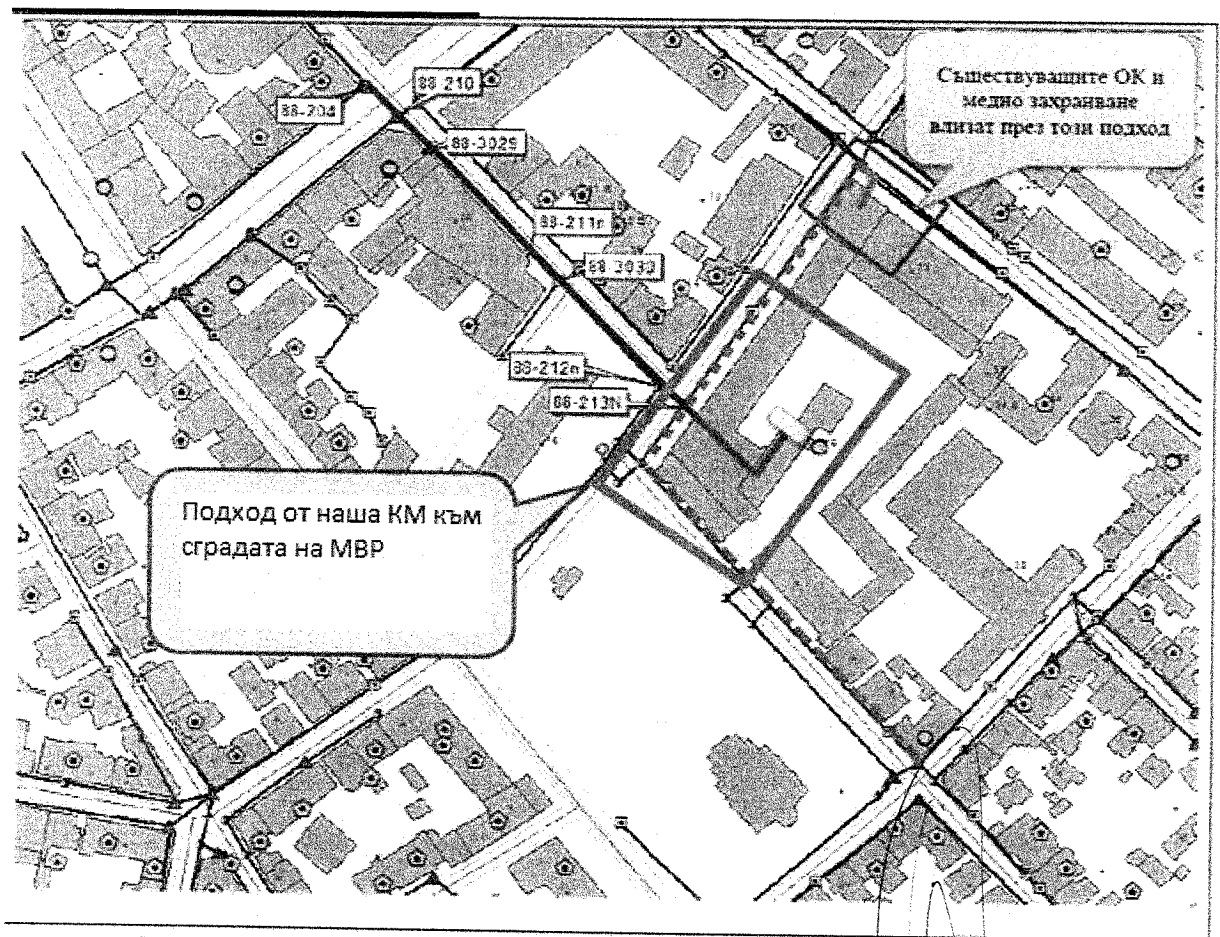 88-210
88-204
88-3029
Съществуващите ОК и
медно захранване
влизат през този подход
88-211п
88-3030
88-212п
88-213N
Подход от наша КМ към
сградата на МВР